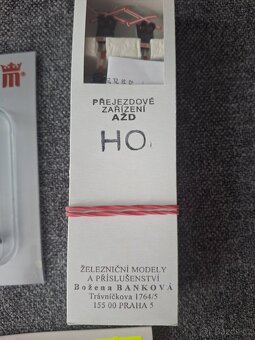 PŘEJEZDOVÉ
ZAŘÍZENÍ
AŽD
HO
ŽELEZNIČNÍ MODELY
A PŘÍSLUŠENSTVÍ
Božena BANKOVÁ
Trávníčkova 1764/5
155 00 PRAHA 5